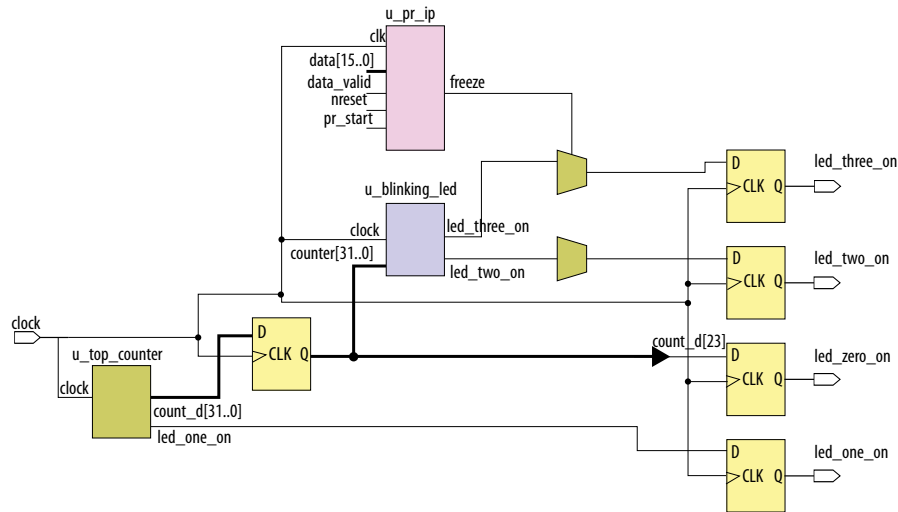 u_pr_ip
clk
data[15..0]
data_valid
nreset
pr_start
freeze
u_blinking_led
clock
counter[31..0]
led_three_on
led_two_on
D
CLK Q
led_three_on
D
CLK Q
led_two_on
clock
u_top_counter
clock
count_d[31..0]
led_one_on
D
CLK Q
count_d[23]
D
CLK Q
led_zero_on
D
CLK Q
led_one_on